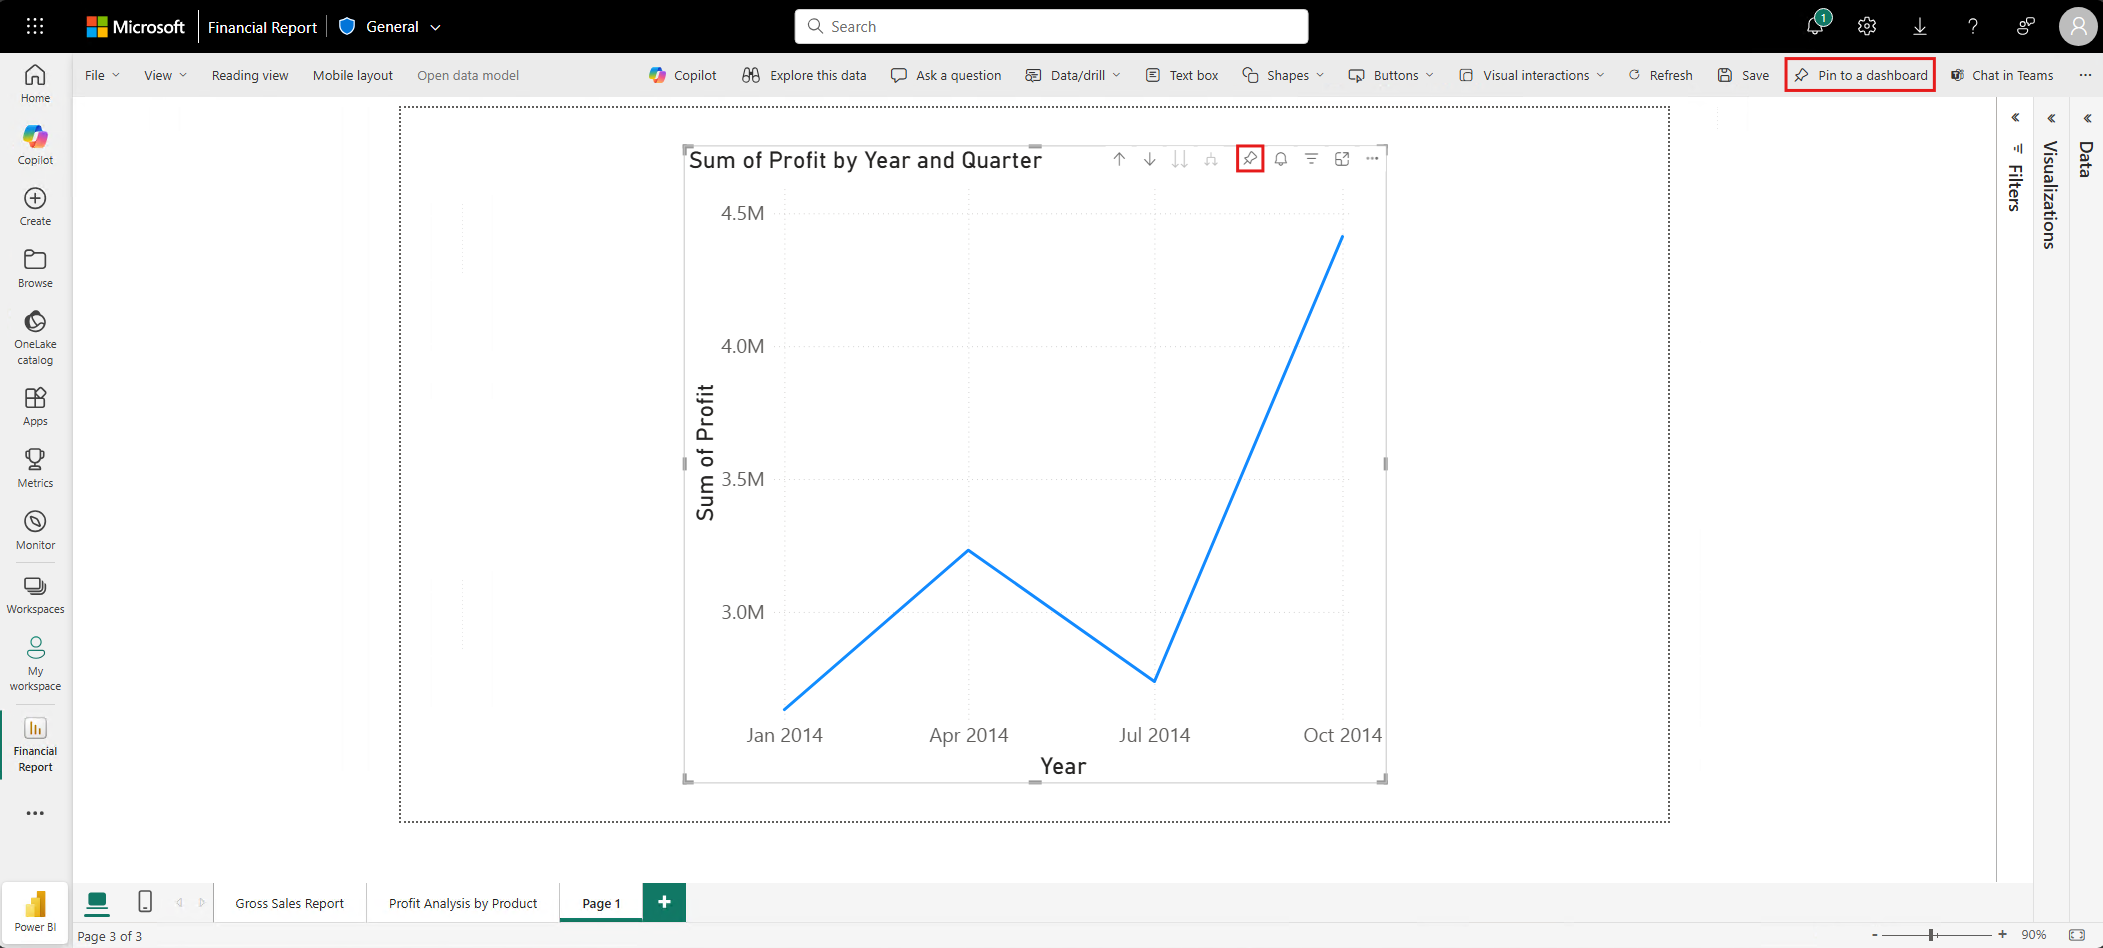 Microsoft Financial Report General
Search
1
File View Reading view Mobile layout Open data model Copilot Explore this data Ask a question Data/drill Text box Shapes Buttons Visual interactions Refresh Save Pin to a dashboard Chat in Teams
Home
Copilot
Create
Browse
OneLake
catalog
Apps
Metrics
Monitor
Workspaces
My
workspace
Financial
Report
Power BI
Sum of Profit by Year and Quarter
4.5M
4.0M
3.5M
3.0M
Sum of Profit
Jan 2014 Apr 2014 Jul 2014 Oct 2014
Year
Filters
Visualizations
Data
Gross Sales Report Profit Analysis by Product Page 1 +
Page 3 of 3
- + 90%